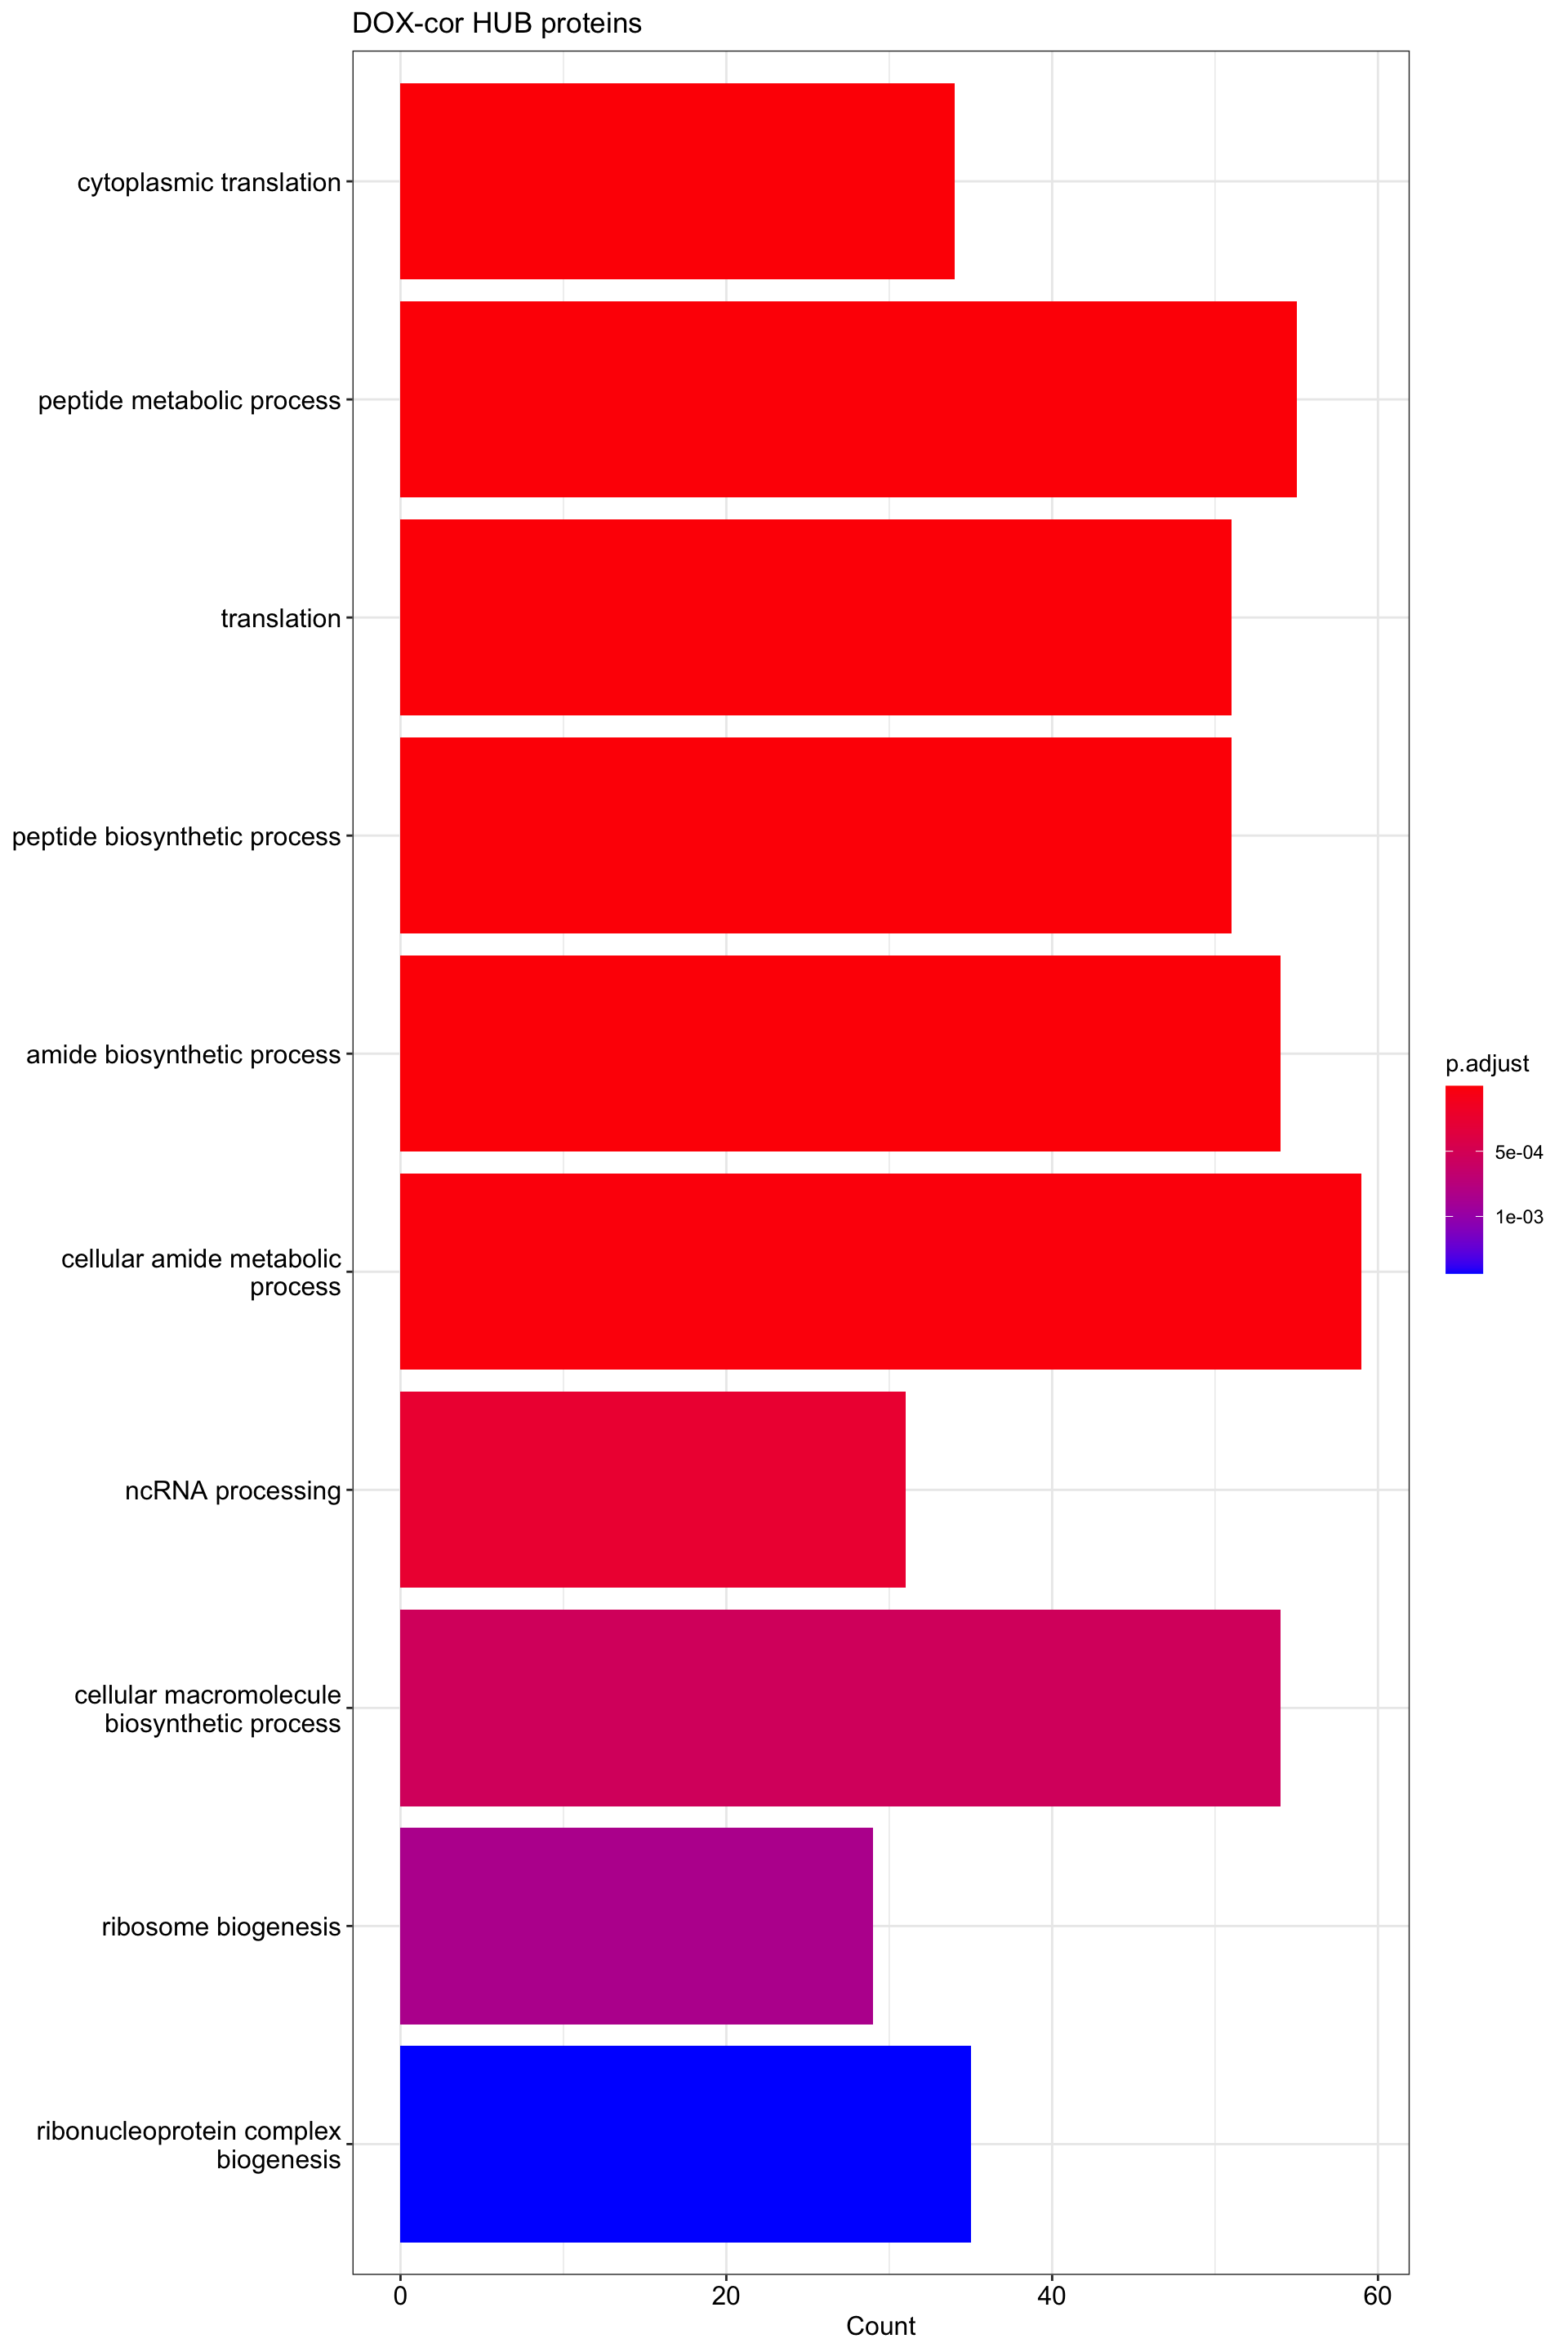 DOX-cor HUB proteins
cytoplasmic translation
peptide metabolic process
translation
peptide biosynthetic process
amide biosynthetic process
cellular amide metabolic
process
ncRNA processing
cellular macromolecule
biosynthetic process
ribosome biogenesis
ribonucleoprotein complex
biogenesis
0 20 40 60
Count
p.adjust
5e-04
1e-03